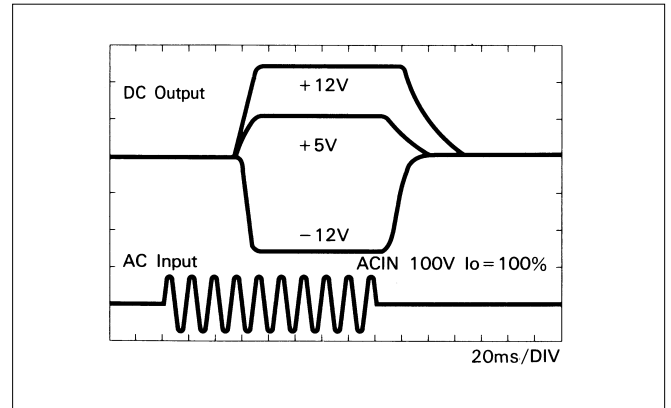 DC Output
+12V
+5V
−12V
AC Input
ACIN 100V Io=100%
20ms/DIV